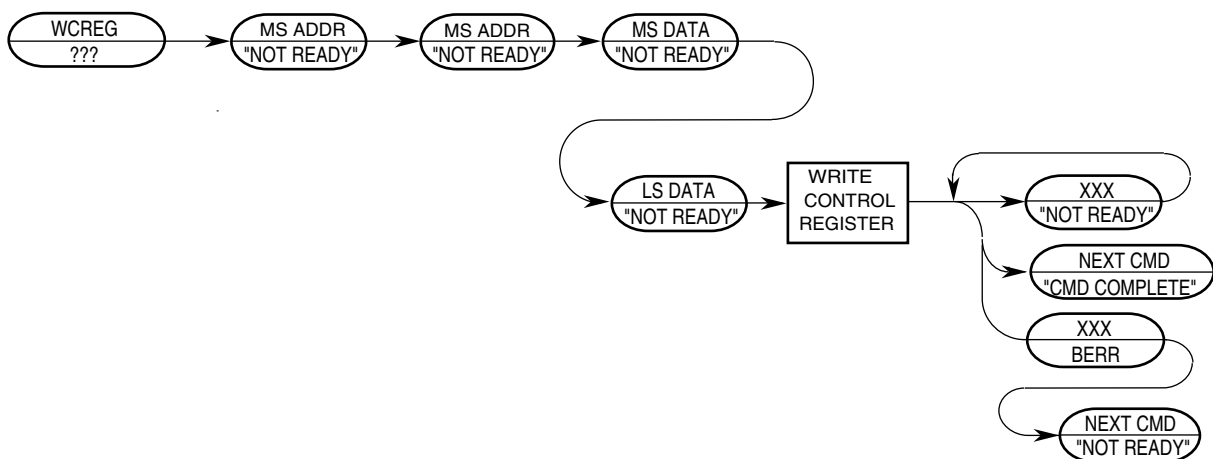 WCREG
???
MS ADDR
"NOT READY"
MS ADDR
"NOT READY"
MS DATA
"NOT READY"
LS DATA
"NOT READY"
WRITE
CONTROL
REGISTER
XXX
"NOT READY"
NEXT CMD
"CMD COMPLETE"
XXX
BERR
NEXT CMD
"NOT READY"